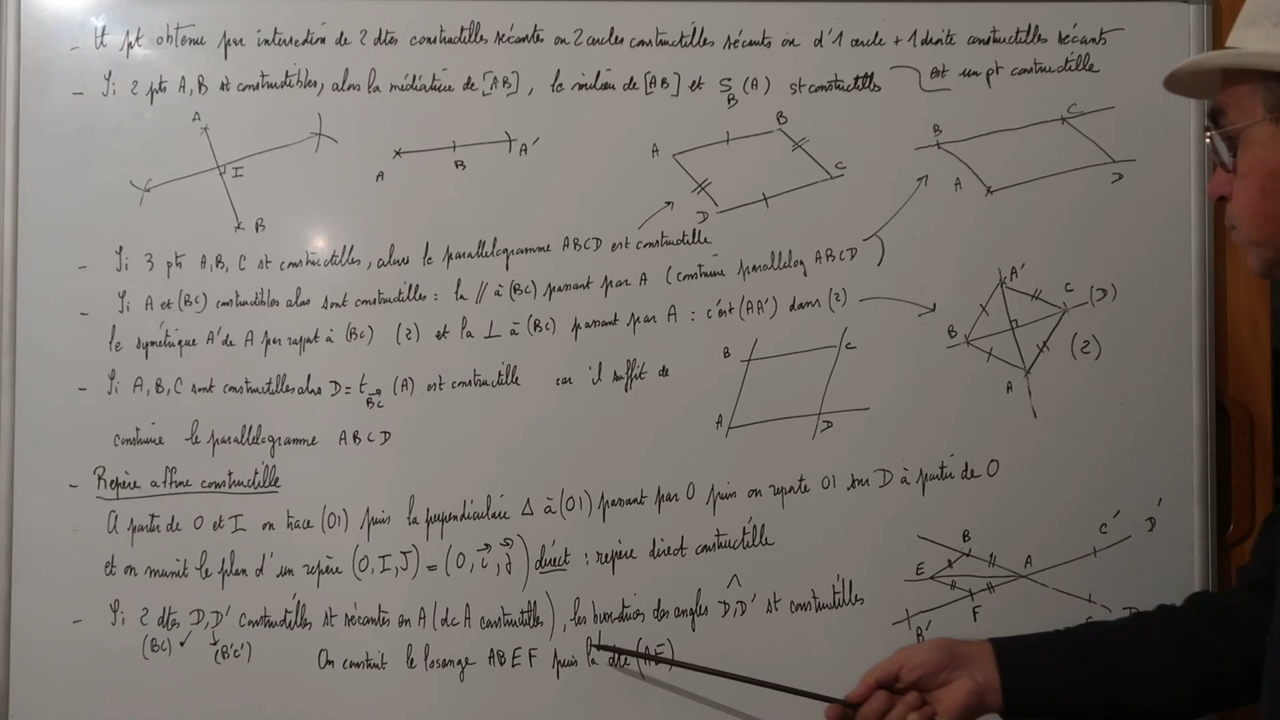 - Un pt obtenu par intersection de 2 dtes constructibles sécantes ou 2 cercles constructibles sécants ou d'1 cercle + 1 droite constructibles sécants
est un pt constructible
- Si 2 pts A, B st constructibles, alors la médiatrice de [AB], le milieu de [AB] et S_B (A) st constructibles
A
I
B
A
B
A'
A
B
C
D
B
C
A
D
- Si 3 pts A, B, C st constructibles, alors le parallélogramme ABCD est constructible
- Si A et (BC) constructibles alors sont constructibles : la // à (BC) passant par A (construire parallélog ABCD)
le symétrique A' de A par rapport à (BC) (2) et la ⊥ à (BC) passant par A : c'est (AA') dans (2)
A'
C
(D)
B
A
(2)
- Si A, B, C sont constructibles alors D = t_BC (A) est constructible car il suffit de
construire le parallélogramme ABCD
B
C
A
D
- Repère affine constructible
A partir de O et I on trace (OI) puis la perpendiculaire Δ à (OI) passant par O puis on reporte OI sur D à partir de O
et on munit le plan d'un repère (O, I, J) = (O, i, j) direct : repère direct constructible
- Si 2 dtes D, D' constructibles st sécantes en A (dc A constructible), les bissectrices des angles D, D' st constructibles
(BC) (B'C')
On construit le losange ABEF puis la dte (AE)
B
E
A
F
B'
C'
D'